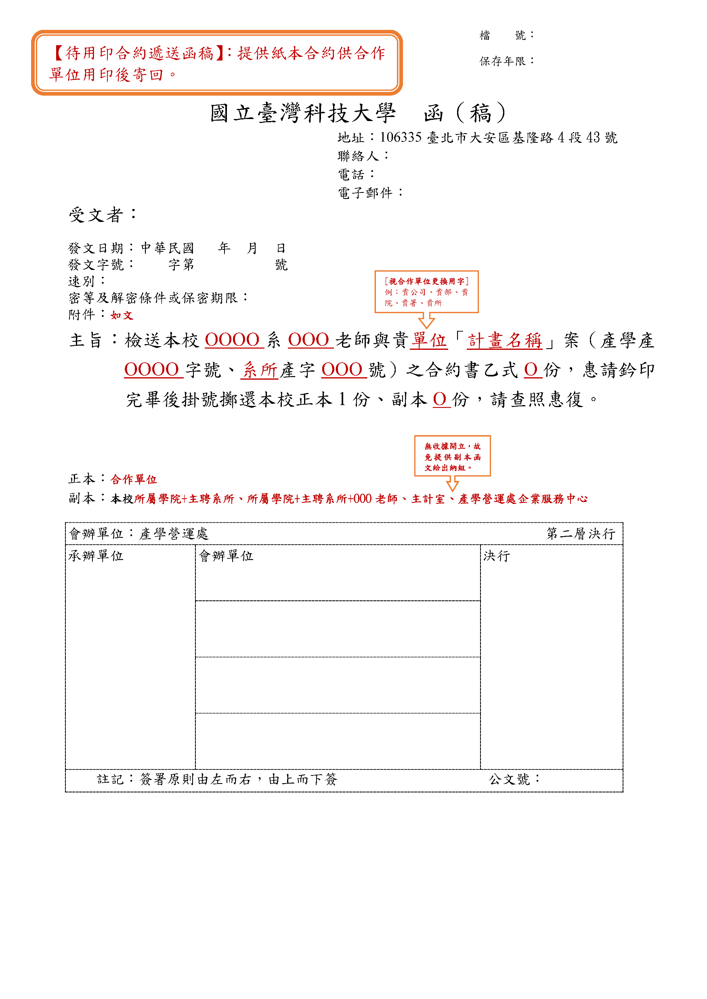 【待用印合約遞送函稿】：提供紙本合約供合作
單位用印後寄回。
檔　　號：
保存年限：
國立臺灣科技大學　函（稿）
地址：106335 臺北市大安區基隆路 4 段 43 號
聯絡人：
電話：
電子郵件：
受文者：
發文日期：中華民國　年　月　日
發文字號：　　字第　　　　　號
速別：
密等及解密條件或保密期限：
附件：如文
[視合作單位更換用字]
例：貴公司、貴部、貴
院、貴署、貴所
主旨：檢送本校 OOOO 系 OOO 老師與貴單位「計畫名稱」案（產學產
OOOO 字號、系所產字 OOO 號）之合約書乙式 O 份，惠請鈐印
完畢後掛號擲還本校正本 1 份、副本 O 份，請查照惠復。
無收據開立，故
免提供副本函
文給出納組。
正本：合作單位
副本：本校所屬學院+主聘系所、所屬學院+主聘系所+000 老師、主計室、產學營運處企業服務中心
會辦單位：產學營運處　第二層決行
承辦單位　會辦單位　決行
註記：簽署原則由左而右，由上而下簽　公文號：